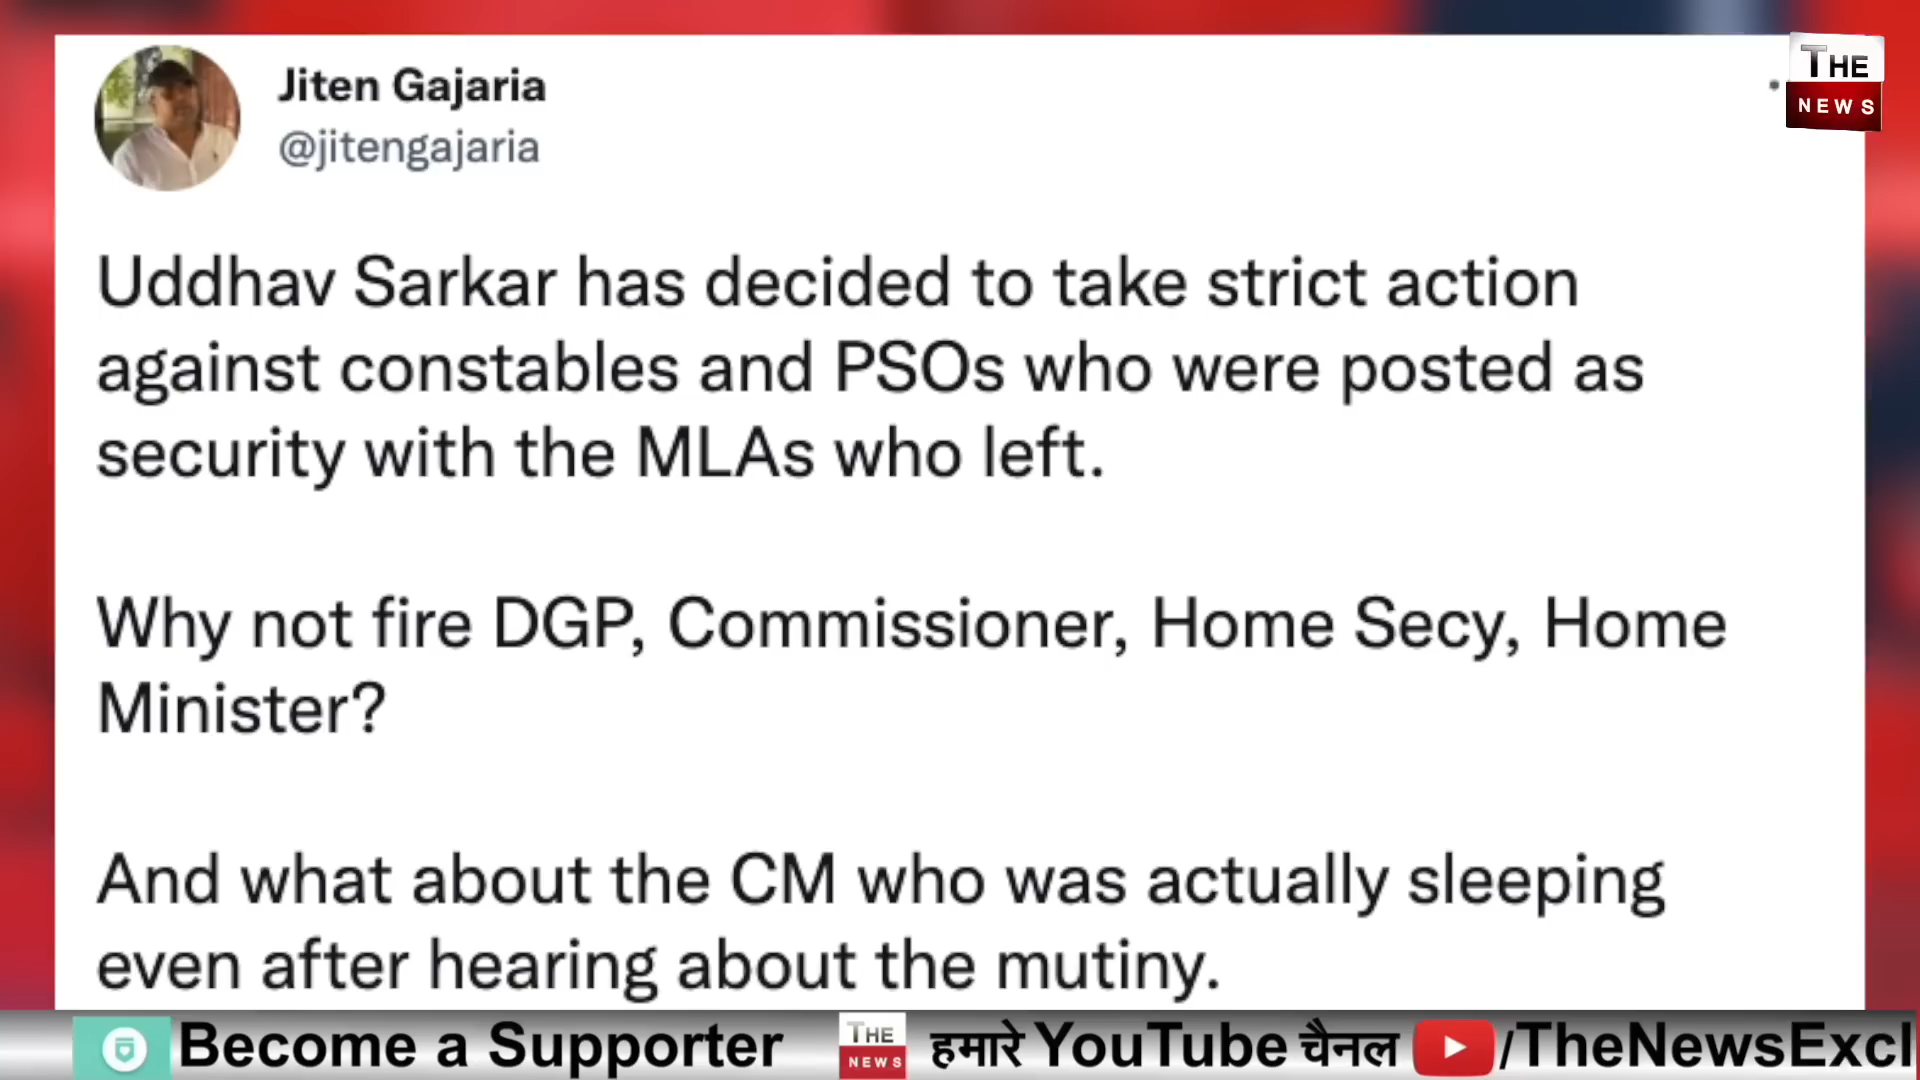 Jiten Gajaria
@jitengajaria
THE
NEWS
Uddhav Sarkar has decided to take strict action
against constables and PSOs who were posted as
security with the MLAs who left.
Why not fire DGP, Commissioner, Home Secy, Home
Minister?
And what about the CM who was actually sleeping
even after hearing about the mutiny.
Become a Supporter THE NEWS हमारे YouTube चैनल /TheNewsExcl